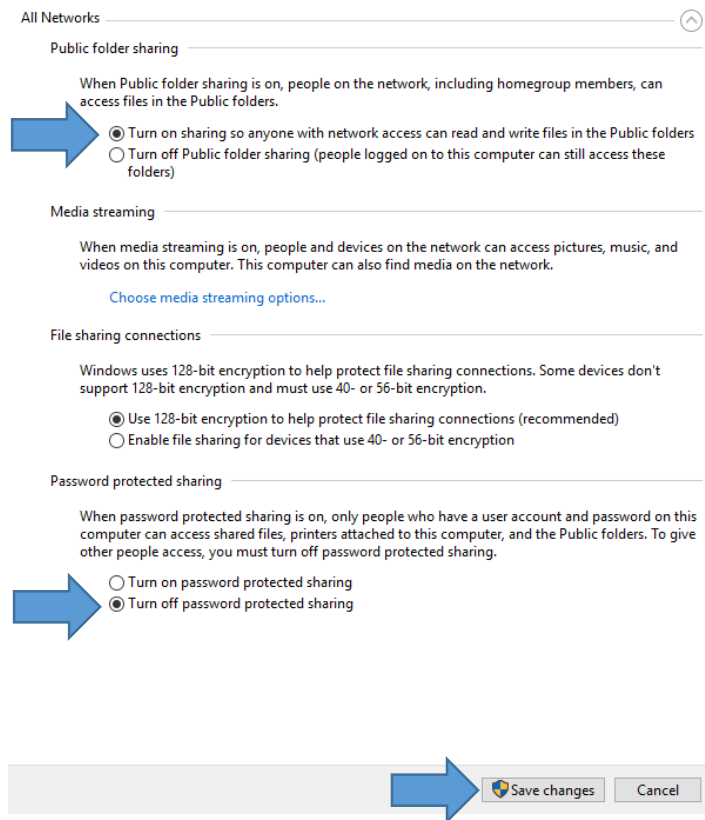 All Networks
Public folder sharing
When Public folder sharing is on, people on the network, including homegroup members, can
access files in the Public folders.
Turn on sharing so anyone with network access can read and write files in the Public folders
Turn off Public folder sharing (people logged on to this computer can still access these
folders)
Media streaming
When media streaming is on, people and devices on the network can access pictures, music, and
videos on this computer. This computer can also find media on the network.
Choose media streaming options...
File sharing connections
Windows uses 128-bit encryption to help protect file sharing connections. Some devices don't
support 128-bit encryption and must use 40- or 56-bit encryption.
Use 128-bit encryption to help protect file sharing connections (recommended)
Enable file sharing for devices that use 40- or 56-bit encryption
Password protected sharing
When password protected sharing is on, only people who have a user account and password on this
computer can access shared files, printers attached to this computer, and the Public folders. To give
other people access, you must turn off password protected sharing.
Turn on password protected sharing
Turn off password protected sharing
Save changes Cancel